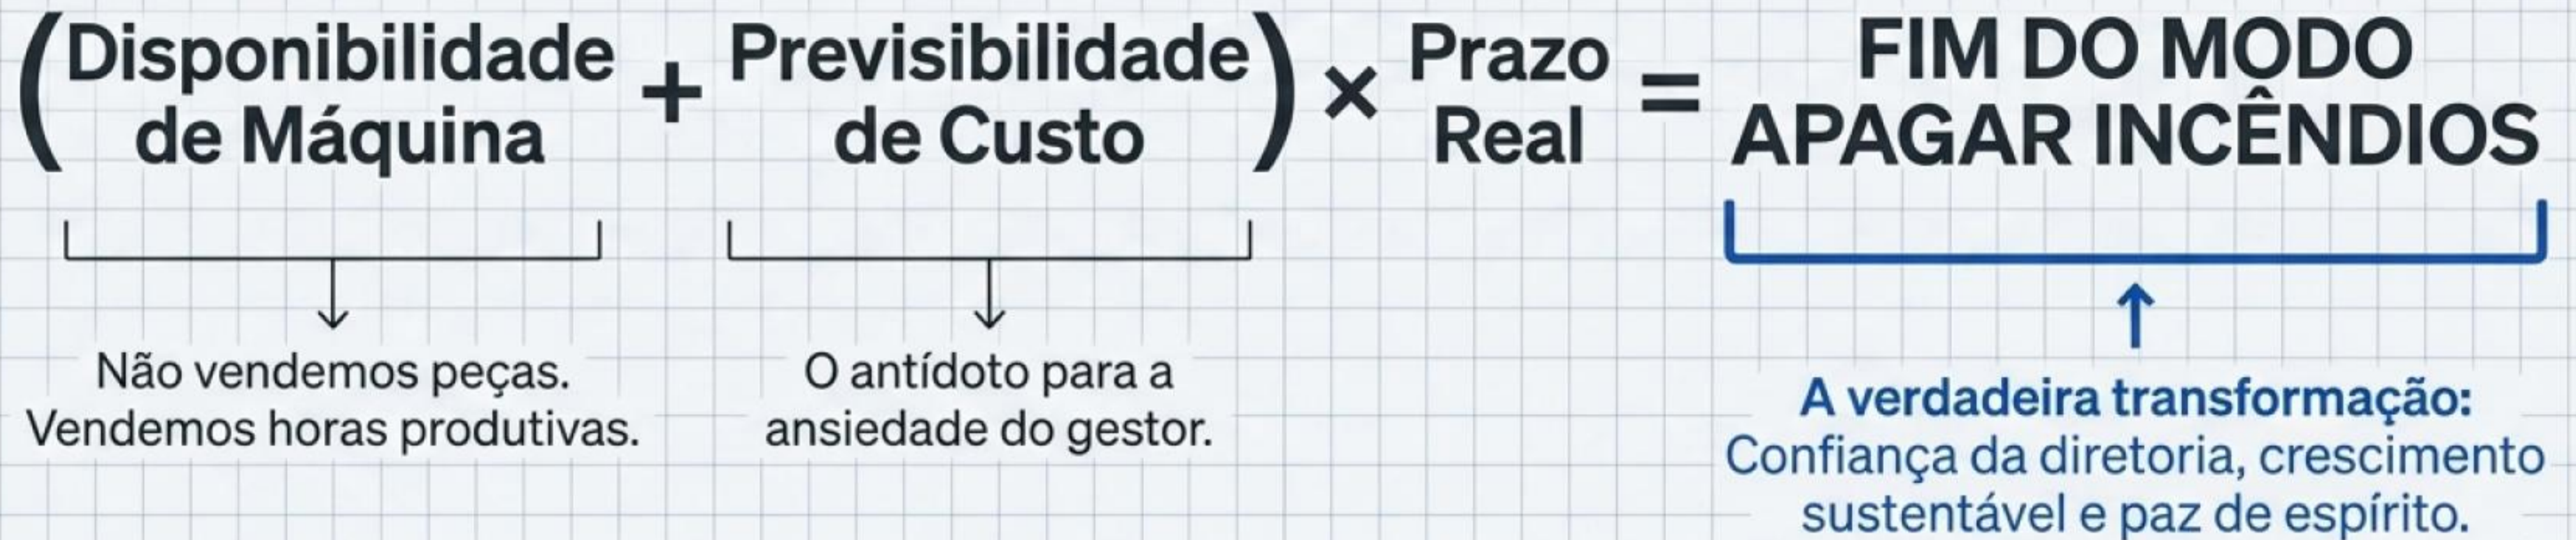 (Disponibilidade de Máquina + Previsibilidade de Custo) × Prazo Real = FIM DO MODO APAGAR INCÊNDIOS
Não vendemos peças.
Vendemos horas produtivas.
O antídoto para a
ansiedade do gestor.
A verdadeira transformação:
Confiança da diretoria, crescimento
sustentável e paz de espírito.